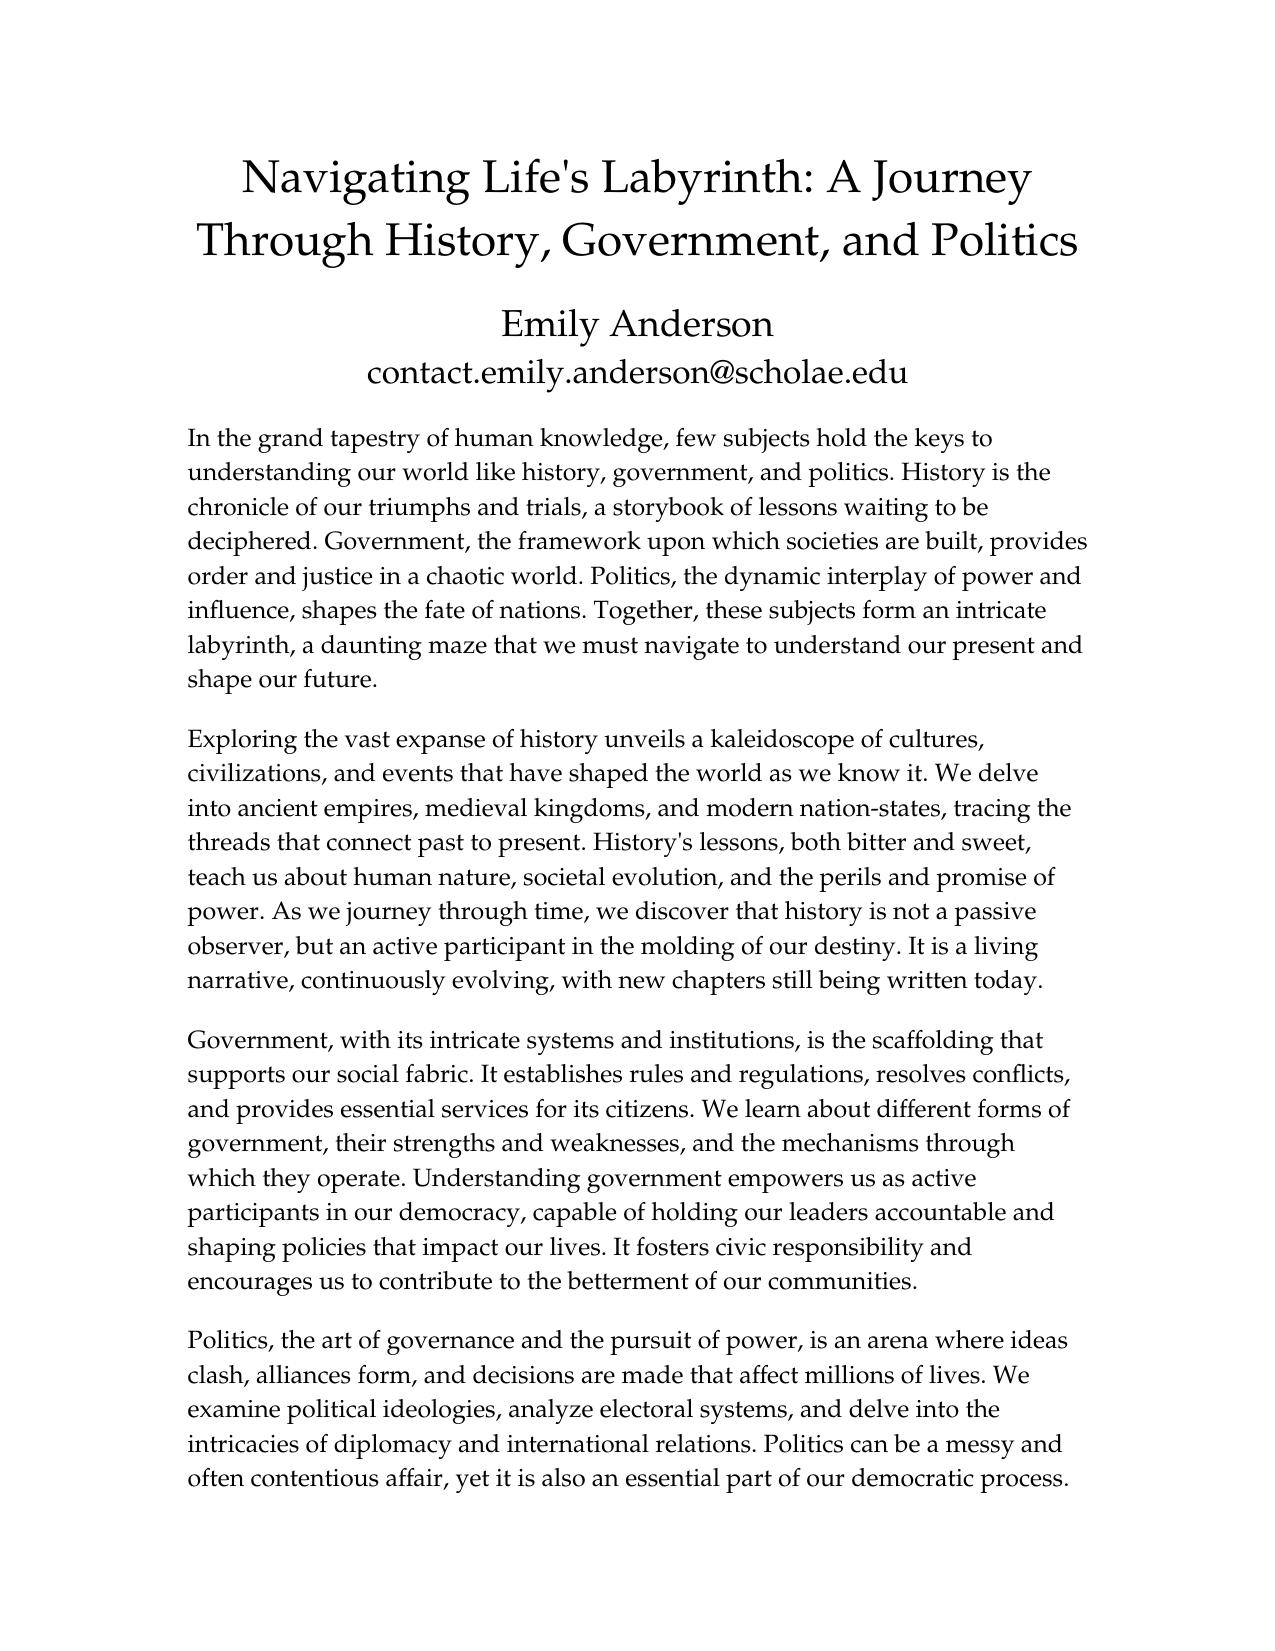 Navigating Life's Labyrinth: A Journey
Through History, Government, and Politics
Emily Anderson
contact.emily.anderson@scholae.edu
In the grand tapestry of human knowledge, few subjects hold the keys to
understanding our world like history, government, and politics. History is the
chronicle of our triumphs and trials, a storybook of lessons waiting to be
deciphered. Government, the framework upon which societies are built, provides
order and justice in a chaotic world. Politics, the dynamic interplay of power and
influence, shapes the fate of nations. Together, these subjects form an intricate
labyrinth, a daunting maze that we must navigate to understand our present and
shape our future.
Exploring the vast expanse of history unveils a kaleidoscope of cultures,
civilizations, and events that have shaped the world as we know it. We delve
into ancient empires, medieval kingdoms, and modern nation-states, tracing the
threads that connect past to present. History's lessons, both bitter and sweet,
teach us about human nature, societal evolution, and the perils and promise of
power. As we journey through time, we discover that history is not a passive
observer, but an active participant in the molding of our destiny. It is a living
narrative, continuously evolving, with new chapters still being written today.
Government, with its intricate systems and institutions, is the scaffolding that
supports our social fabric. It establishes rules and regulations, resolves conflicts,
and provides essential services for its citizens. We learn about different forms of
government, their strengths and weaknesses, and the mechanisms through
which they operate. Understanding government empowers us as active
participants in our democracy, capable of holding our leaders accountable and
shaping policies that impact our lives. It fosters civic responsibility and
encourages us to contribute to the betterment of our communities.
Politics, the art of governance and the pursuit of power, is an arena where ideas
clash, alliances form, and decisions are made that affect millions of lives. We
examine political ideologies, analyze electoral systems, and delve into the
intricacies of diplomacy and international relations. Politics can be a messy and
often contentious affair, yet it is also an essential part of our democratic process.